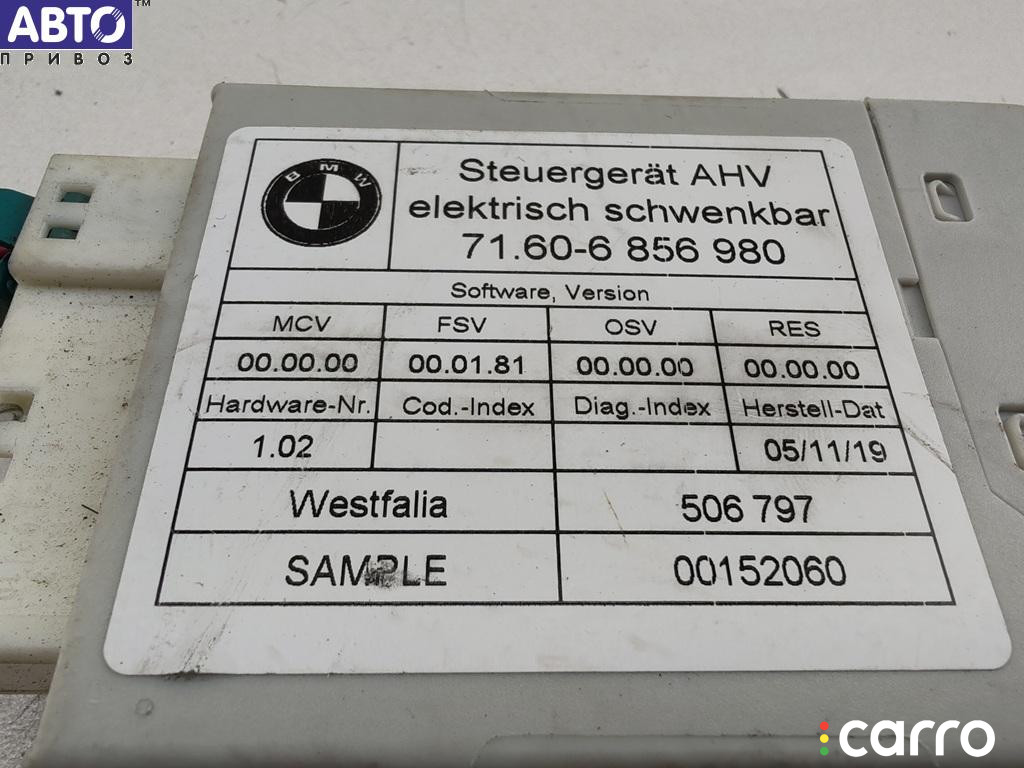 АВТО™
ПРИВОЗ
BMW
Steuergerät AHV
elektrisch schwenkbar
71.60-6 856 980
Software, Version
MCV FSV OSV RES
00.00.00 00.01.81 00.00.00 00.00.00
Hardware-Nr. Cod.-Index Diag.-Index Herstell-Dat
1.02 05/11/19
Westfalia 506 797
SAMPLE 00152060
carro